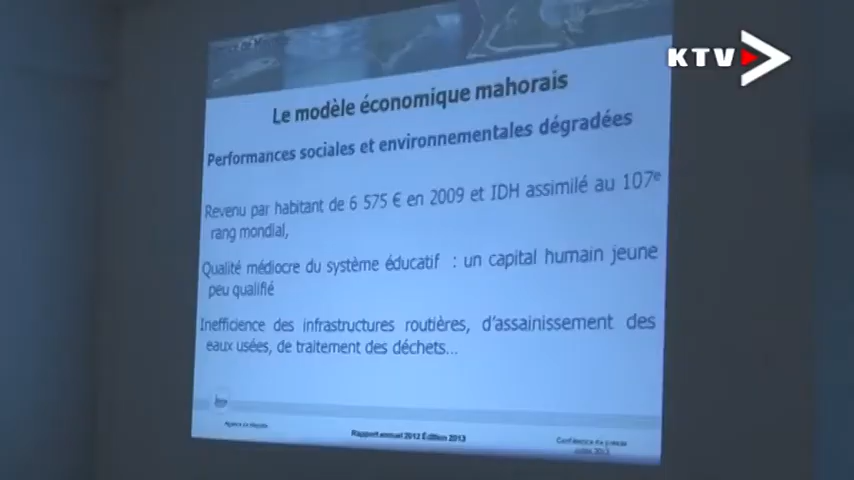 KTV
Le modèle économique mahorais
Performances sociales et environnementales dégradées
Revenu par habitant de 6 575 € en 2009 et IDH assimilé au 107e
rang mondial,
Qualité médiocre du système éducatif : un capital humain jeune
peu qualifié
Inefficience des infrastructures routières, d'assainissement des
eaux usées, de traitement des déchets...
Rapport annuel 2012 Édition 2013
Conférence de presse
2013